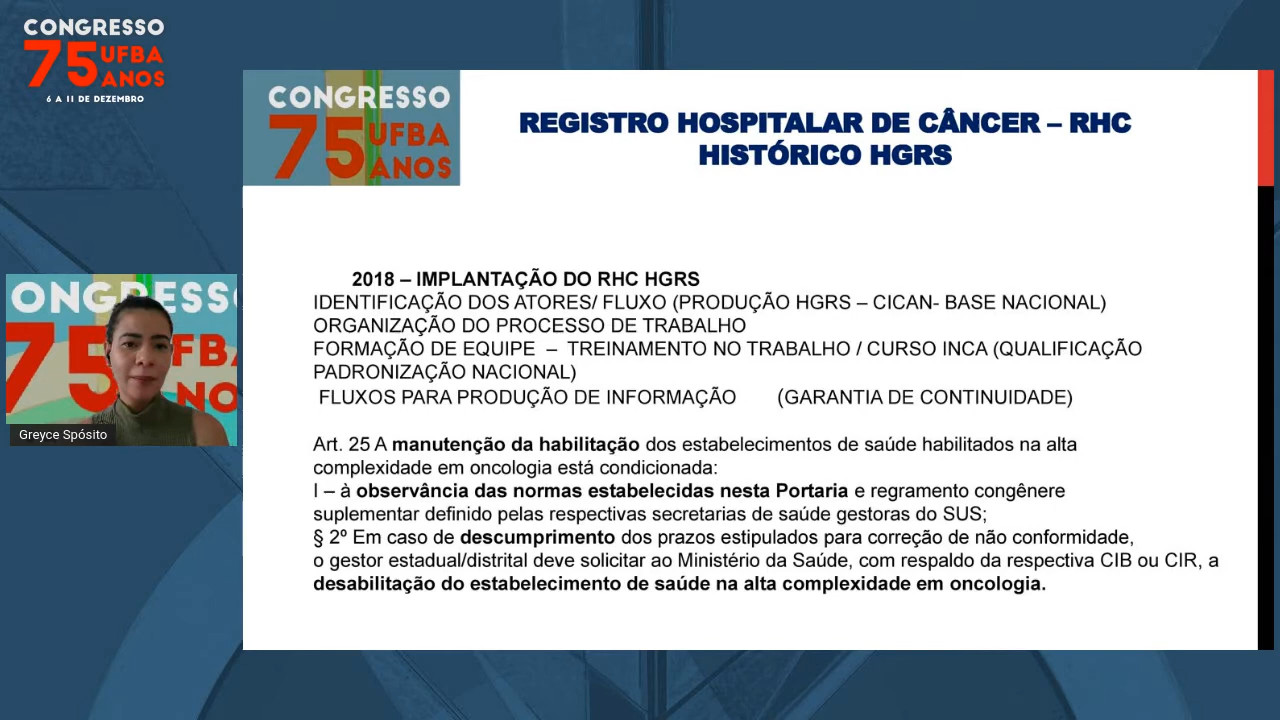 CONGRESSO
75 UFBA
ANOS
6 A 11 DE DEZEMBRO
CONGRESSO
75 UFBA
ANOS
REGISTRO HOSPITALAR DE CÂNCER – RHC
HISTÓRICO HGRS
2018 – IMPLANTAÇÃO DO RHC HGRS
IDENTIFICAÇÃO DOS ATORES/ FLUXO (PRODUÇÃO HGRS – CICAN- BASE NACIONAL)
ORGANIZAÇÃO DO PROCESSO DE TRABALHO
FORMAÇÃO DE EQUIPE – TREINAMENTO NO TRABALHO / CURSO INCA (QUALIFICAÇÃO
PADRONIZAÇÃO NACIONAL)
FLUXOS PARA PRODUÇÃO DE INFORMAÇÃO (GARANTIA DE CONTINUIDADE)
Art. 25 A manutenção da habilitação dos estabelecimentos de saúde habilitados na alta
complexidade em oncologia está condicionada:
I – à observância das normas estabelecidas nesta Portaria e regramento congênere
suplementar definido pelas respectivas secretarias de saúde gestoras do SUS;
§ 2º Em caso de descumprimento dos prazos estipulados para correção de não conformidade,
o gestor estadual/distrital deve solicitar ao Ministério da Saúde, com respaldo da respectiva CIB ou CIR, a
desabilitação do estabelecimento de saúde na alta complexidade em oncologia.
ONGRESSO
75 UFBA
ANO
Greyce Spósito